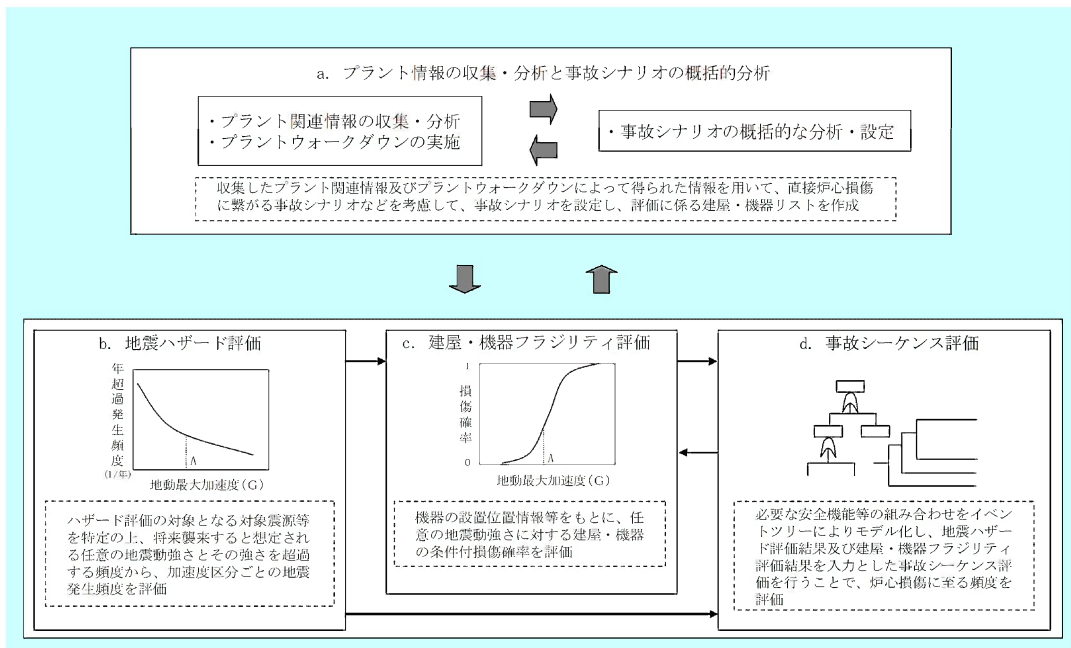 a. プラント情報の収集・分析と事故シナリオの概括的分析
・プラント関連情報の収集・分析
・プラントウォークダウンの実施
・事故シナリオの概括的な分析・設定
収集したプラント関連情報及びプラントウォークダウンによって得られた情報を用いて、直接炉心損傷
に繋がる事故シナリオなどを考慮して、事故シナリオを設定し、評価に係る建屋・機器リストを作成
b. 地震ハザード評価
年超過発生頻度
(1/年)
A
地動最大加速度(G)
ハザード評価の対象となる対象震源等
を特定の上、将来襲来すると想定され
る任意の地震動強さとその強さを超過
する頻度から、加速度区分ごとの地震
発生頻度を評価
c. 建屋・機器フラジリティ評価
1
損傷確率
0
A
地動最大加速度(G)
機器の設置位置情報等をもとに、任
意の地震動強さに対する建屋・機器
の条件付損傷確率を評価
d. 事故シーケンス評価
必要な安全機能等の組み合わせをイベン
トツリーによりモデル化し、地震ハザー
ド評価結果及び建屋・機器フラジリティ
評価結果を入力とした事故シーケンス評
価を行うことで、炉心損傷に至る頻度を
評価